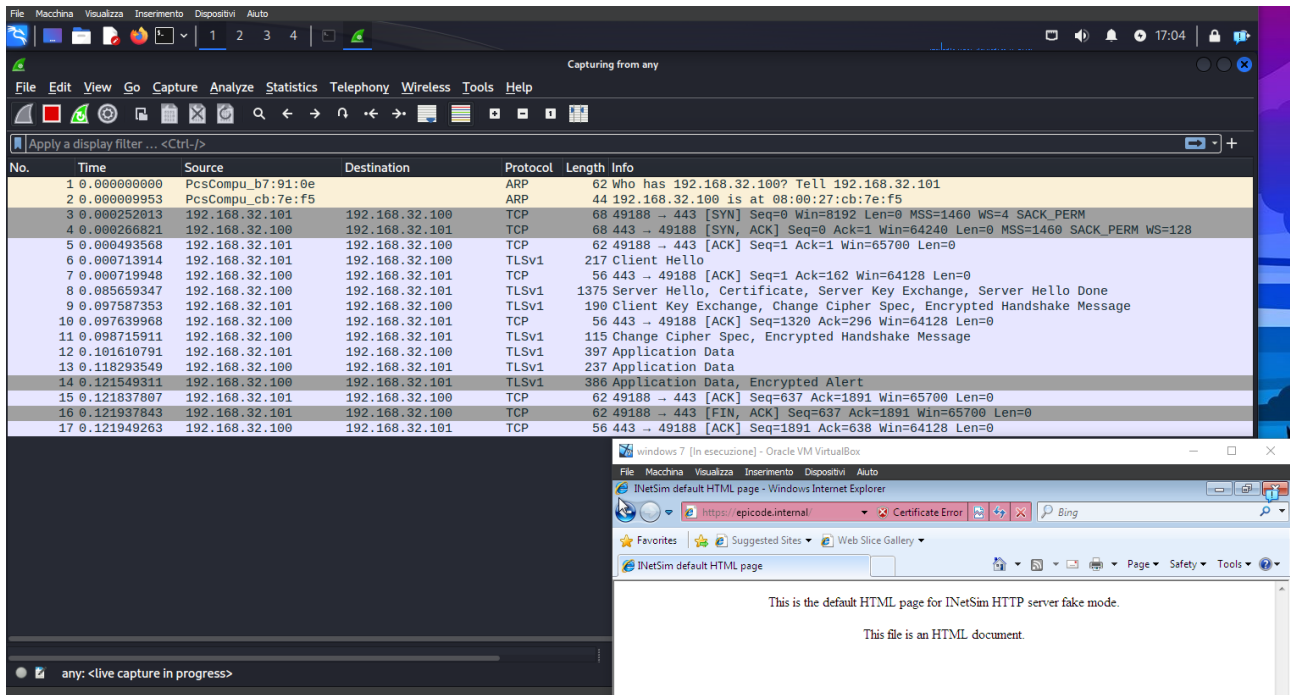 File Macchina Visualizza Inserimento Dispositivi Aiuto
1 2 3 4 17:04
Capturing from any
File Edit View Go Capture Analyze Statistics Telephony Wireless Tools Help
Apply a display filter … <Ctrl-/>
No. Time Source Destination Protocol Length Info
1 0.000000000 PcsCompu_b7:91:0e ARP 62 Who has 192.168.32.100? Tell 192.168.32.101
2 0.000009953 PcsCompu_cb:7e:f5 ARP 44 192.168.32.100 is at 08:00:27:cb:7e:f5
3 0.000252013 192.168.32.101 192.168.32.100 TCP 68 49188 → 443 [SYN] Seq=0 Win=8192 Len=0 MSS=1460 WS=4 SACK_PERM
4 0.000266821 192.168.32.100 192.168.32.101 TCP 68 443 → 49188 [SYN, ACK] Seq=0 Ack=1 Win=64240 Len=0 MSS=1460 SACK_PERM WS=128
5 0.000493568 192.168.32.101 192.168.32.100 TCP 62 49188 → 443 [ACK] Seq=1 Ack=1 Win=65700 Len=0
6 0.000713914 192.168.32.101 192.168.32.100 TLSv1 217 Client Hello
7 0.000719948 192.168.32.100 192.168.32.101 TCP 56 443 → 49188 [ACK] Seq=1 Ack=162 Win=64128 Len=0
8 0.085659347 192.168.32.100 192.168.32.101 TLSv1 1375 Server Hello, Certificate, Server Key Exchange, Server Hello Done
9 0.097587353 192.168.32.101 192.168.32.100 TLSv1 190 Client Key Exchange, Change Cipher Spec, Encrypted Handshake Message
10 0.097639968 192.168.32.100 192.168.32.101 TCP 56 443 → 49188 [ACK] Seq=1320 Ack=296 Win=64128 Len=0
11 0.098715911 192.168.32.100 192.168.32.101 TLSv1 115 Change Cipher Spec, Encrypted Handshake Message
12 0.101610791 192.168.32.101 192.168.32.100 TLSv1 397 Application Data
13 0.118293549 192.168.32.100 192.168.32.101 TLSv1 237 Application Data
14 0.121549311 192.168.32.100 192.168.32.101 TLSv1 386 Application Data, Encrypted Alert
15 0.121837807 192.168.32.101 192.168.32.100 TCP 62 49188 → 443 [ACK] Seq=637 Ack=1891 Win=65700 Len=0
16 0.121937843 192.168.32.101 192.168.32.100 TCP 62 49188 → 443 [FIN, ACK] Seq=637 Ack=1891 Win=65700 Len=0
17 0.121949263 192.168.32.100 192.168.32.101 TCP 56 443 → 49188 [ACK] Seq=1891 Ack=638 Win=64128 Len=0
windows 7 [In esecuzione] - Oracle VM VirtualBox
File Macchina Visualizza Inserimento Dispositivi Aiuto
INetSim default HTML page - Windows Internet Explorer
https://epicode.internal/ Certificate Error Bing
Favorites Suggested Sites Web Slice Gallery
INetSim default HTML page Page Safety Tools
This is the default HTML page for INetSim HTTP server fake mode.
This file is an HTML document.
any: <live capture in progress>